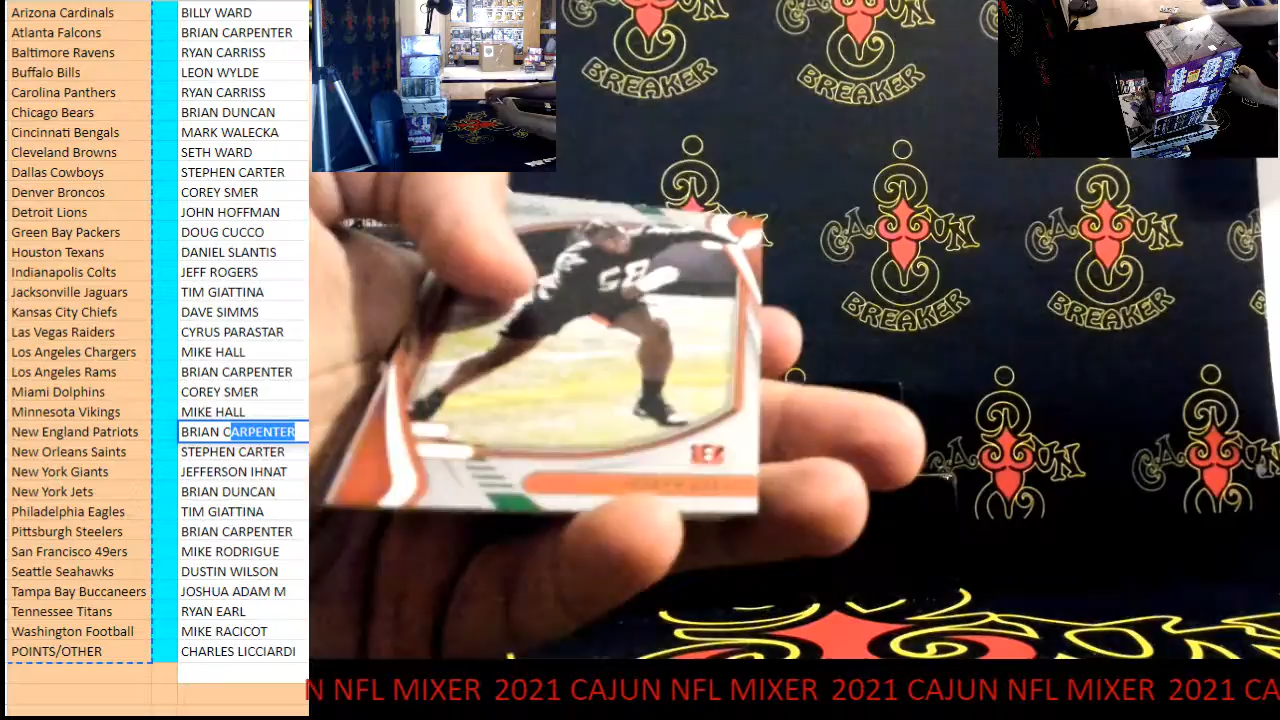 Arizona Cardinals BILLY WARD
Atlanta Falcons BRIAN CARPENTER
Baltimore Ravens RYAN CARRISS
Buffalo Bills LEON WYLDE
Carolina Panthers RYAN CARRISS
Chicago Bears BRIAN DUNCAN
Cincinnati Bengals MARK WALECKA
Cleveland Browns SETH WARD
Dallas Cowboys STEPHEN CARTER
Denver Broncos COREY SMER
Detroit Lions JOHN HOFFMAN
Green Bay Packers DOUG CUCCO
Houston Texans DANIEL SLANTIS
Indianapolis Colts JEFF ROGERS
Jacksonville Jaguars TIM GIATTINA
Kansas City Chiefs DAVE SIMMS
Las Vegas Raiders CYRUS PARASTAR
Los Angeles Chargers MIKE HALL
Los Angeles Rams BRIAN CARPENTER
Miami Dolphins COREY SMER
Minnesota Vikings MIKE HALL
New England Patriots BRIAN CARPENTER
New Orleans Saints STEPHEN CARTER
New York Giants JEFFERSON IHNAT
New York Jets BRIAN DUNCAN
Philadelphia Eagles TIM GIATTINA
Pittsburgh Steelers BRIAN CARPENTER
San Francisco 49ers MIKE RODRIGUE
Seattle Seahawks DUSTIN WILSON
Tampa Bay Buccaneers JOSHUA ADAM M
Tennessee Titans RYAN EARL
Washington Football MIKE RACICOT
POINTS/OTHER CHARLES LICCIARDI
BREAKER
BREAKER
CAJUN
BREAKER
CAJUN
BREAKER
CAJUN
CAJUN
58
N NFL MIXER 2021 CAJUN NFL MIXER 2021 CAJUN NFL MIXER 2021 CA